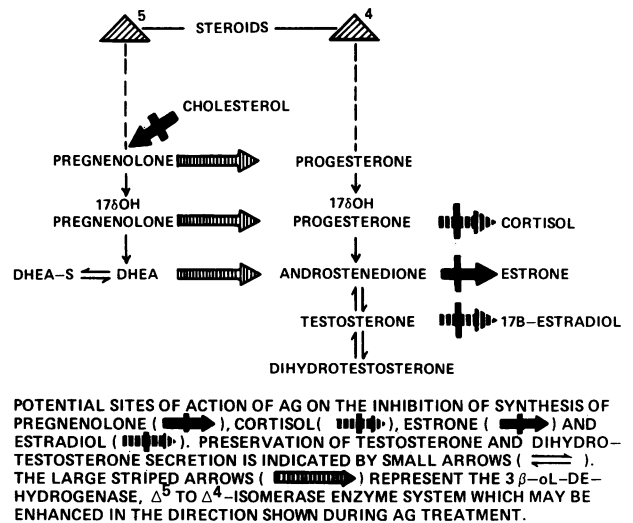 5 4
STEROIDS
CHOLESTEROL
PREGNENOLONE PROGESTERONE
17δOH 17δOH
PREGNENOLONE PROGESTERONE CORTISOL
DHEA-S DHEA ANDROSTENEDIONE ESTRONE
TESTOSTERONE 17B-ESTRADIOL
DIHYDROTESTOSTERONE
POTENTIAL SITES OF ACTION OF AG ON THE INHIBITION OF SYNTHESIS OF
PREGNENOLONE ( ), CORTISOL( ), ESTRONE ( ) AND
ESTRADIOL ( ). PRESERVATION OF TESTOSTERONE AND DIHYDRO-
TESTOSTERONE SECRETION IS INDICATED BY SMALL ARROWS ( ⇌ ).
THE LARGE STRIPED ARROWS ( ) REPRESENT THE 3 β-oL-DE-
HYDROGENASE, △5 TO △4-ISOMERASE ENZYME SYSTEM WHICH MAY BE
ENHANCED IN THE DIRECTION SHOWN DURING AG TREATMENT.